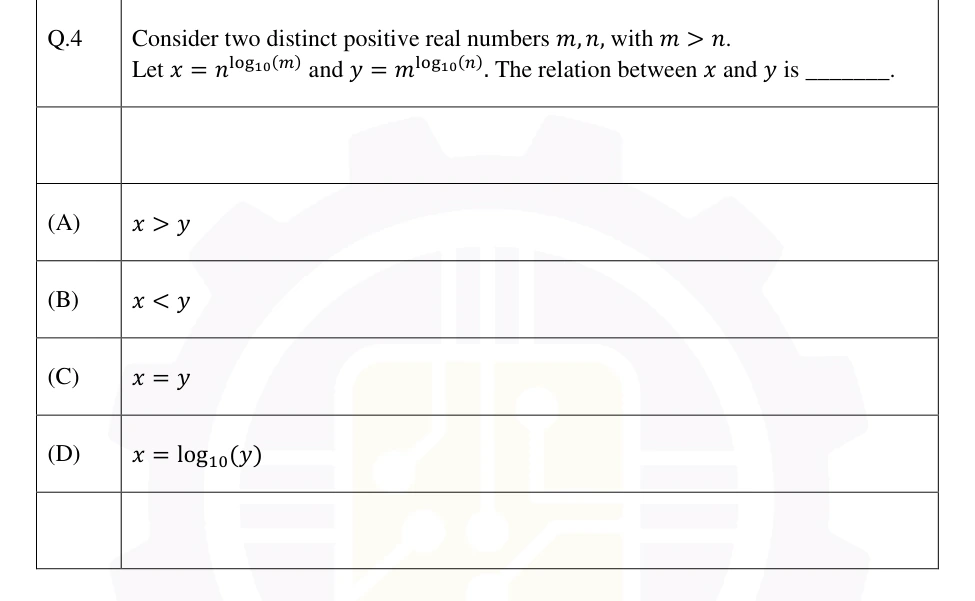 Q.4 Consider two distinct positive real numbers m, n, with m > n.
Let x = n^{log₁₀(m)} and y = m^{log₁₀(n)}. The relation between x and y is _______.
(A) x > y
(B) x < y
(C) x = y
(D) x = log₁₀(y)